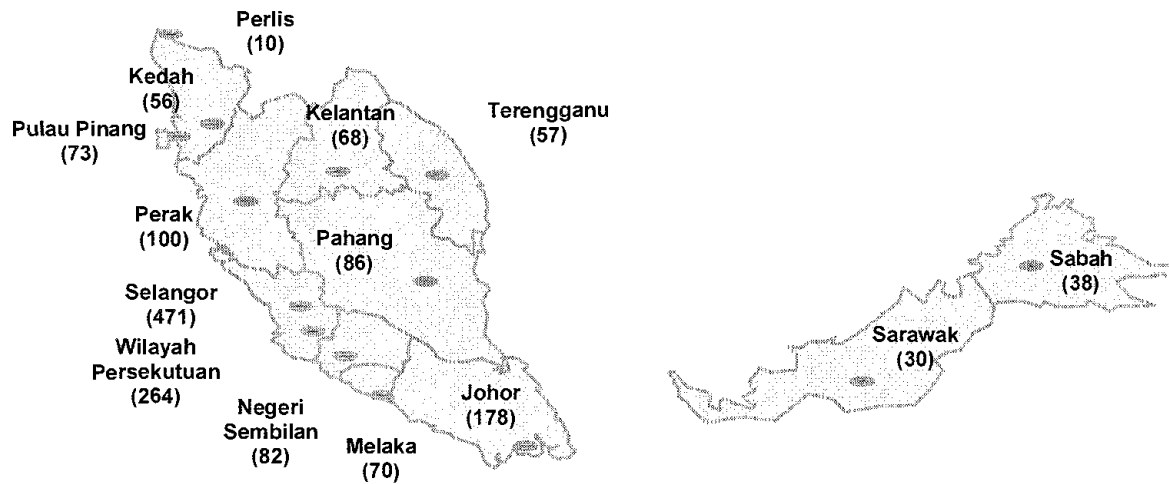 Perlis
(10)
Kedah
(56)
Pulau Pinang
(73)
Kelantan
(68)
Terengganu
(57)
Perak
(100)
Pahang
(86)
Selangor
(471)
Wilayah
Persekutuan
(264)
Negeri
Sembilan
(82)
Melaka
(70)
Johor
(178)
Sabah
(38)
Sarawak
(30)